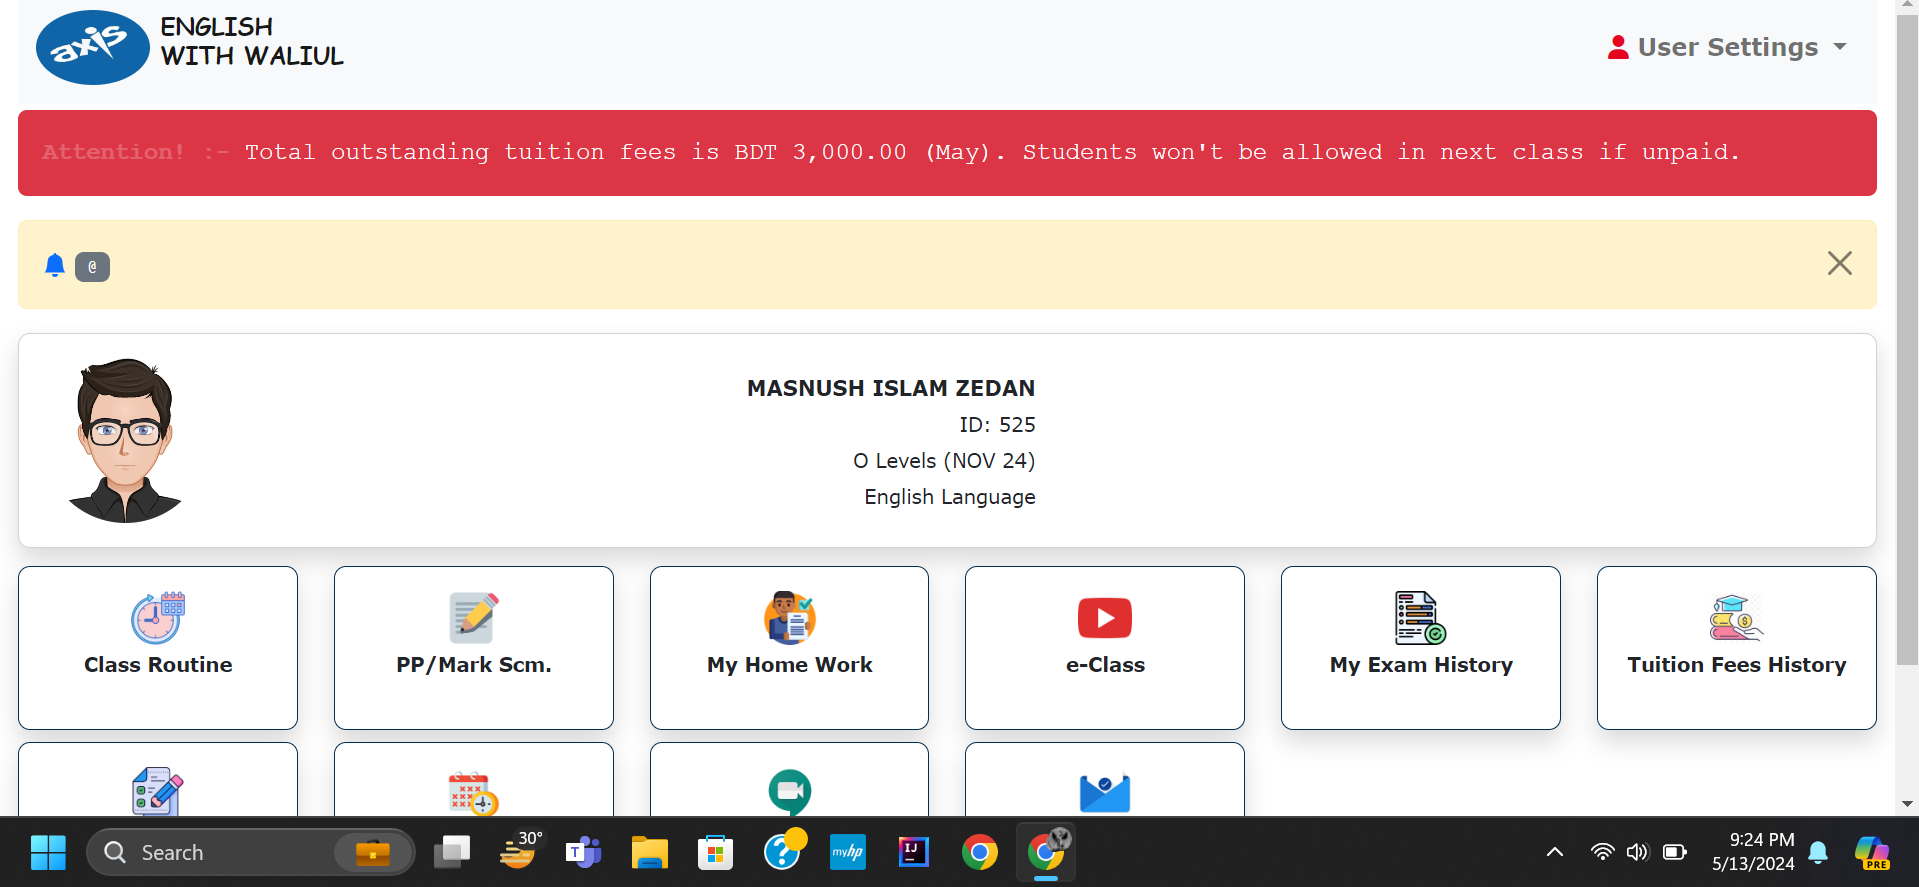 axis
ENGLISH
WITH WALIUL
User Settings
Attention! :- Total outstanding tuition fees is BDT 3,000.00 (May). Students won't be allowed in next class if unpaid.
@
MASNUSH ISLAM ZEDAN
ID: 525
O Levels (NOV 24)
English Language
Class Routine
PP/Mark Scm.
My Home Work
e-Class
My Exam History
Tuition Fees History
Search
30°
T
?
myhp
IJ
9:24 PM
5/13/2024
PRE